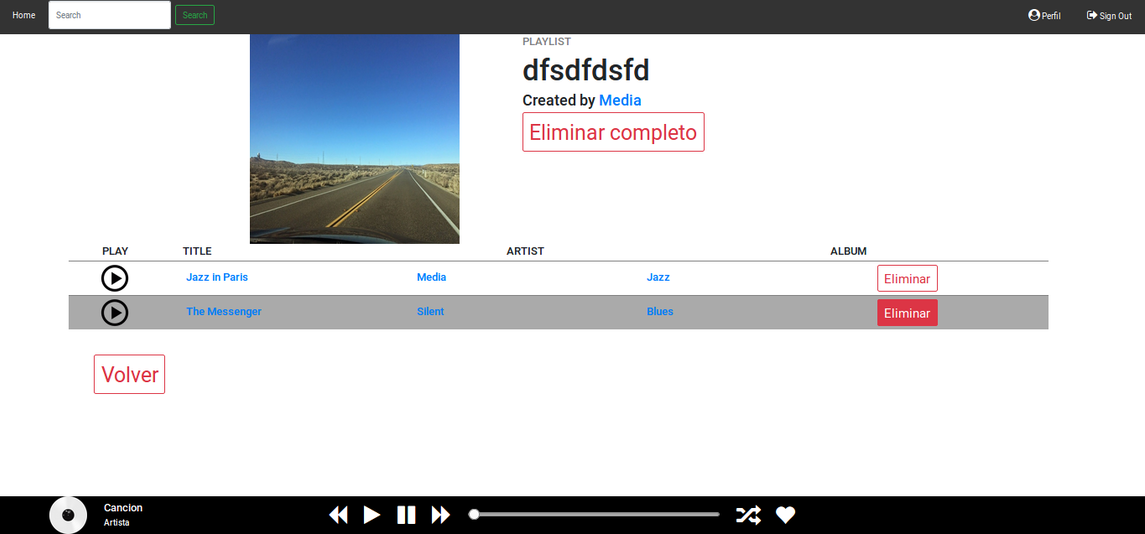 Home Search Search Perfil Sign Out
PLAYLIST
dfsdfdsfd
Created by Media
Eliminar completo
PLAY TITLE ARTIST ALBUM
Jazz in Paris Media Jazz Eliminar
The Messenger Silent Blues Eliminar
Volver
Cancion
Artista